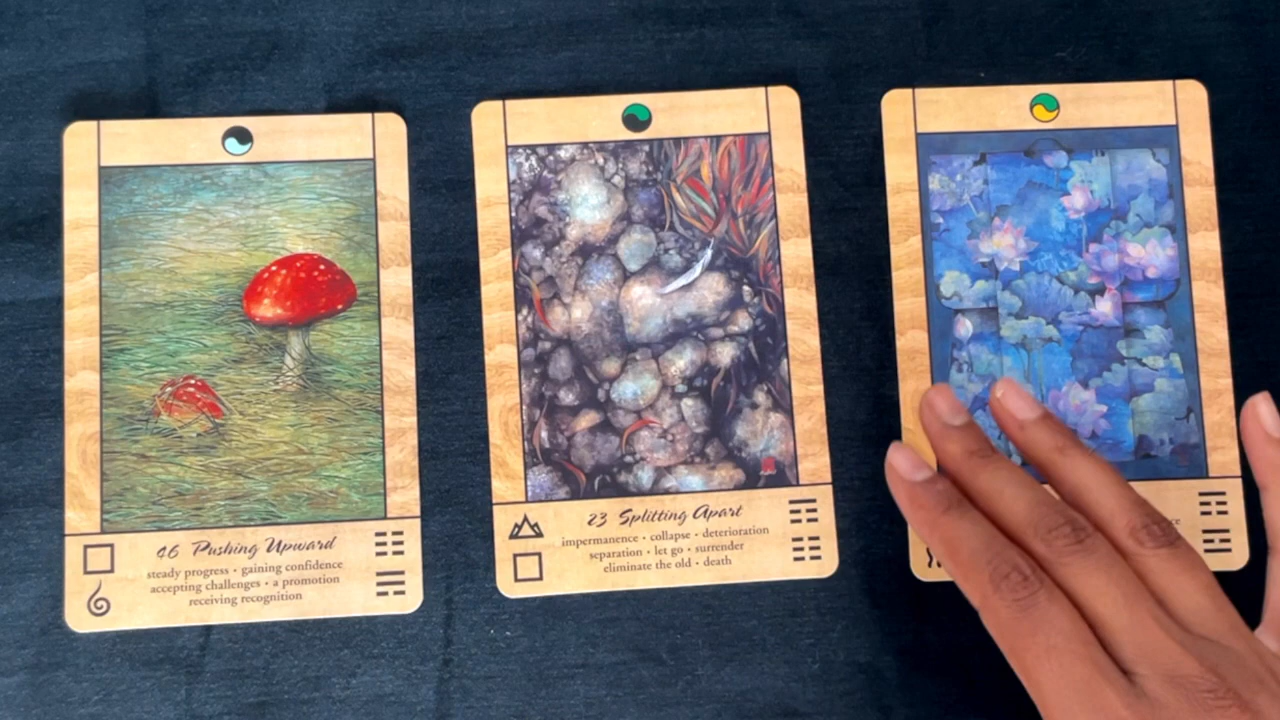 46 Pushing Upward
steady progress • gaining confidence
accepting challenges • a promotion
receiving recognition
23 Splitting Apart
impermanence • collapse • deterioration
separation • let go • surrender
eliminate the old • death